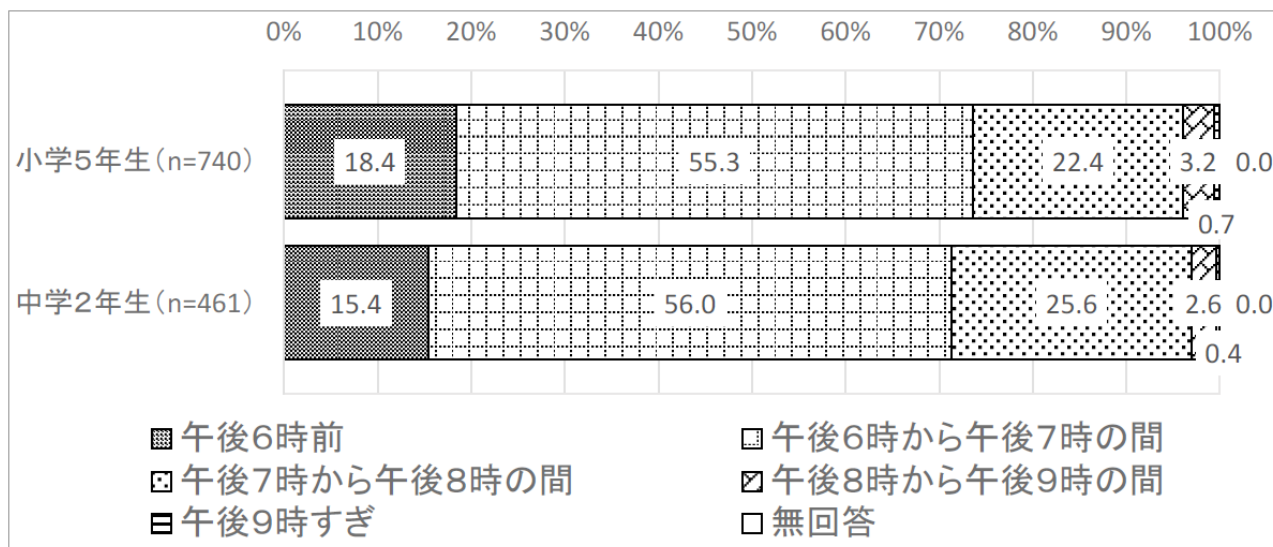 0% 10% 20% 30% 40% 50% 60% 70% 80% 90% 100%
小学５年生（n=740） 18.4 55.3 22.4 3.2 0.0
0.7
中学２年生（n=461） 15.4 56.0 25.6 2.6 0.0
0.4
午後６時前 午後６時から午後７時の間
午後７時から午後８時の間 午後８時から午後９時の間
午後９時すぎ 無回答